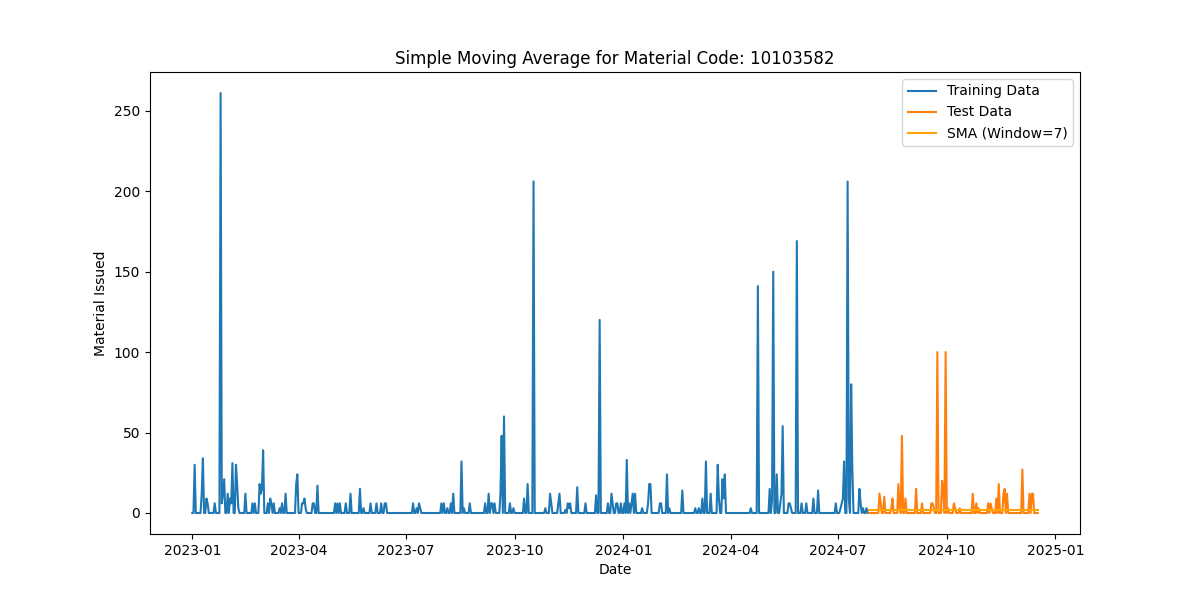 Simple Moving Average for Material Code: 10103582
Training Data
Test Data
SMA (Window=7)
Material Issued
250
200
150
100
50
0
2023-01
2023-04
2023-07
2023-10
2024-01
2024-04
2024-07
2024-10
2025-01
Date